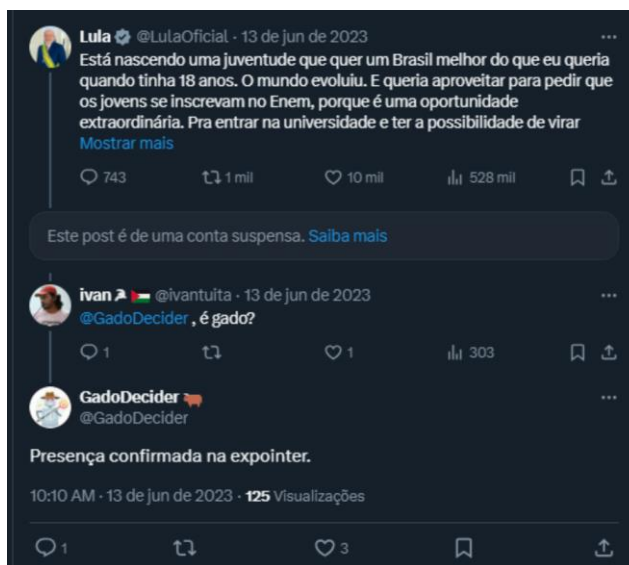 Lula @LulaOficial · 13 de jun de 2023
Está nascendo uma juventude que quer um Brasil melhor do que eu queria
quando tinha 18 anos. O mundo evoluiu. E queria aproveitar para pedir que
os jovens se inscrevam no Enem, porque é uma oportunidade
extraordinária. Pra entrar na universidade e ter a possibilidade de virar
Mostrar mais
743 1 mil 10 mil 528 mil
Este post é de uma conta suspensa. Saiba mais
ivan @ivantuita · 13 de jun de 2023
@GadoDecider , é gado?
1 1 303
GadoDecider
@GadoDecider
Presença confirmada na expointer.
10:10 AM · 13 de jun de 2023 · 125 Visualizações
1 3